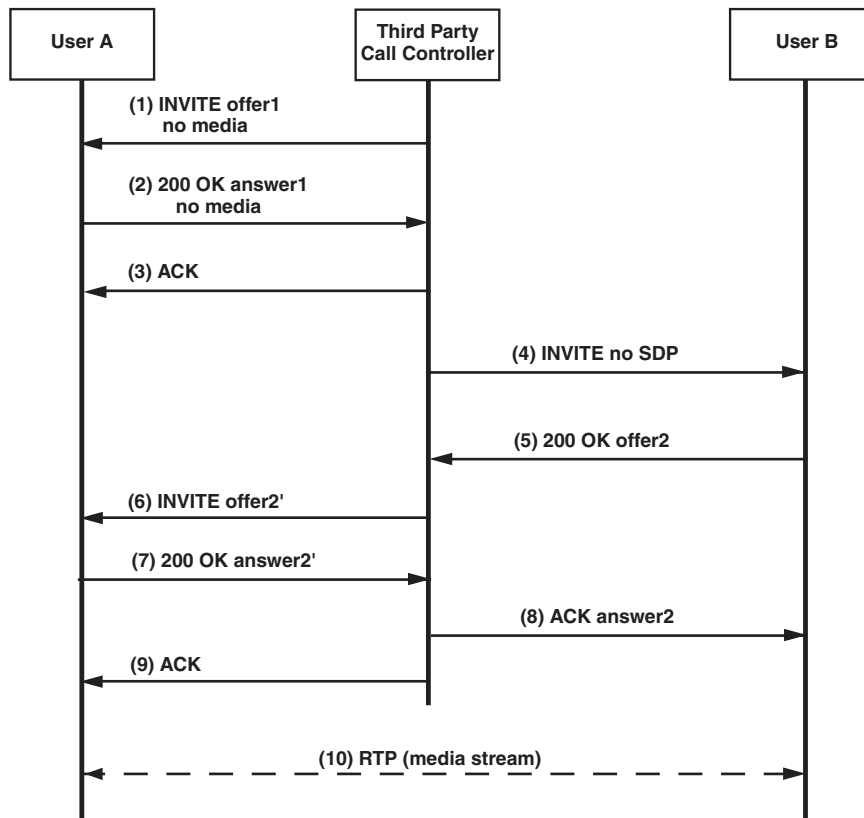 User A
Third Party
Call Controller
User B
(1) INVITE offer1
no media
(2) 200 OK answer1
no media
(3) ACK
(4) INVITE no SDP
(5) 200 OK offer2
(6) INVITE offer2'
(7) 200 OK answer2'
(8) ACK answer2
(9) ACK
(10) RTP (media stream)